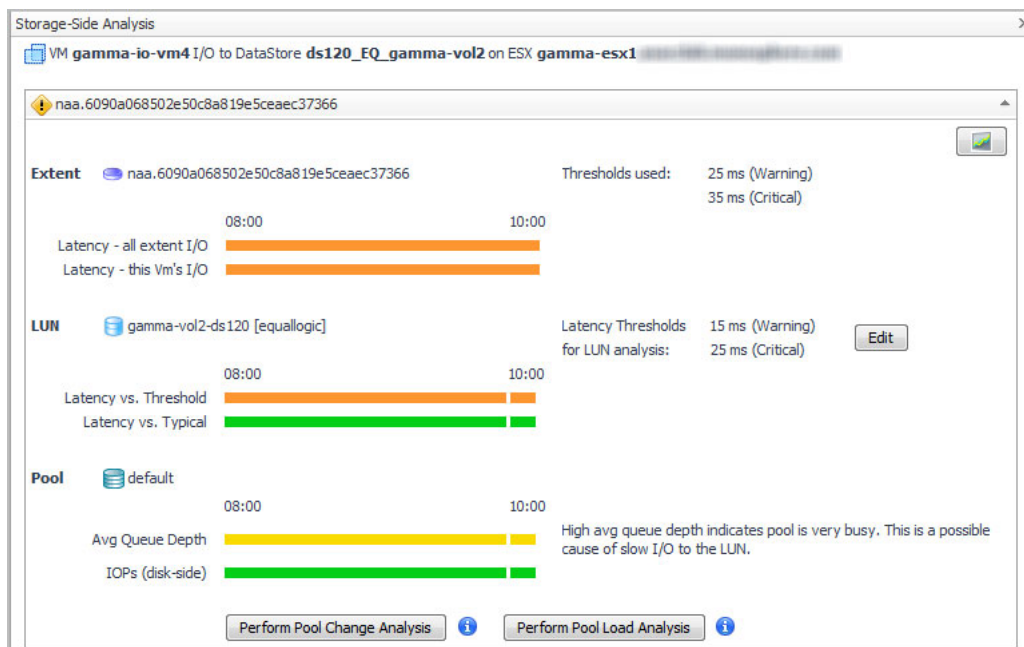 Storage-Side Analysis
VM gamma-io-vm4 I/O to DataStore ds120_EQ_gamma-vol2 on ESX gamma-esx1
naa.6090a068502e50c8a819e5ceaec37366
Extent naa.6090a068502e50c8a819e5ceaec37366 Thresholds used: 25 ms (Warning)
35 ms (Critical)
08:00 10:00
Latency - all extent I/O
Latency - this Vm's I/O
LUN gamma-vol2-ds120 [equallogic] Latency Thresholds 15 ms (Warning) Edit
for LUN analysis: 25 ms (Critical)
08:00 10:00
Latency vs. Threshold
Latency vs. Typical
Pool default
08:00 10:00
High avg queue depth indicates pool is very busy. This is a possible
Avg Queue Depth
cause of slow I/O to the LUN.
IOPs (disk-side)
Perform Pool Change Analysis Perform Pool Load Analysis